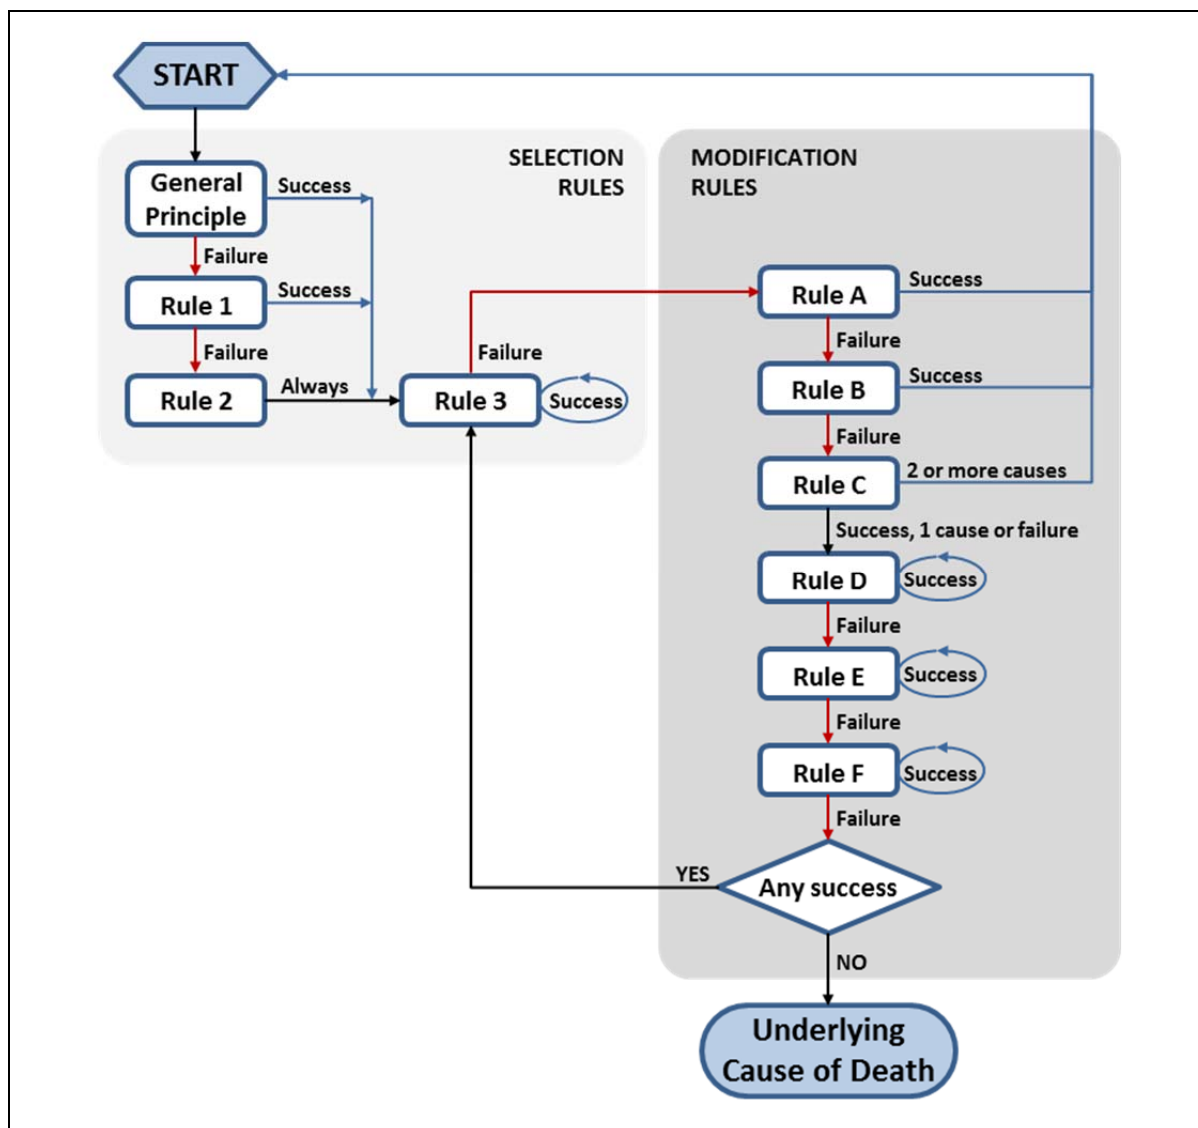 START
SELECTION
RULES
MODIFICATION
RULES
General
Principle
Success
Failure
Rule 1
Success
Failure
Rule 2
Always
Rule 3
Success
Failure
Rule A
Success
Failure
Rule B
Success
Failure
Rule C
2 or more causes
Success, 1 cause or failure
Rule D
Success
Failure
Rule E
Success
Failure
Rule F
Success
Failure
Any success
YES
NO
Underlying
Cause of Death